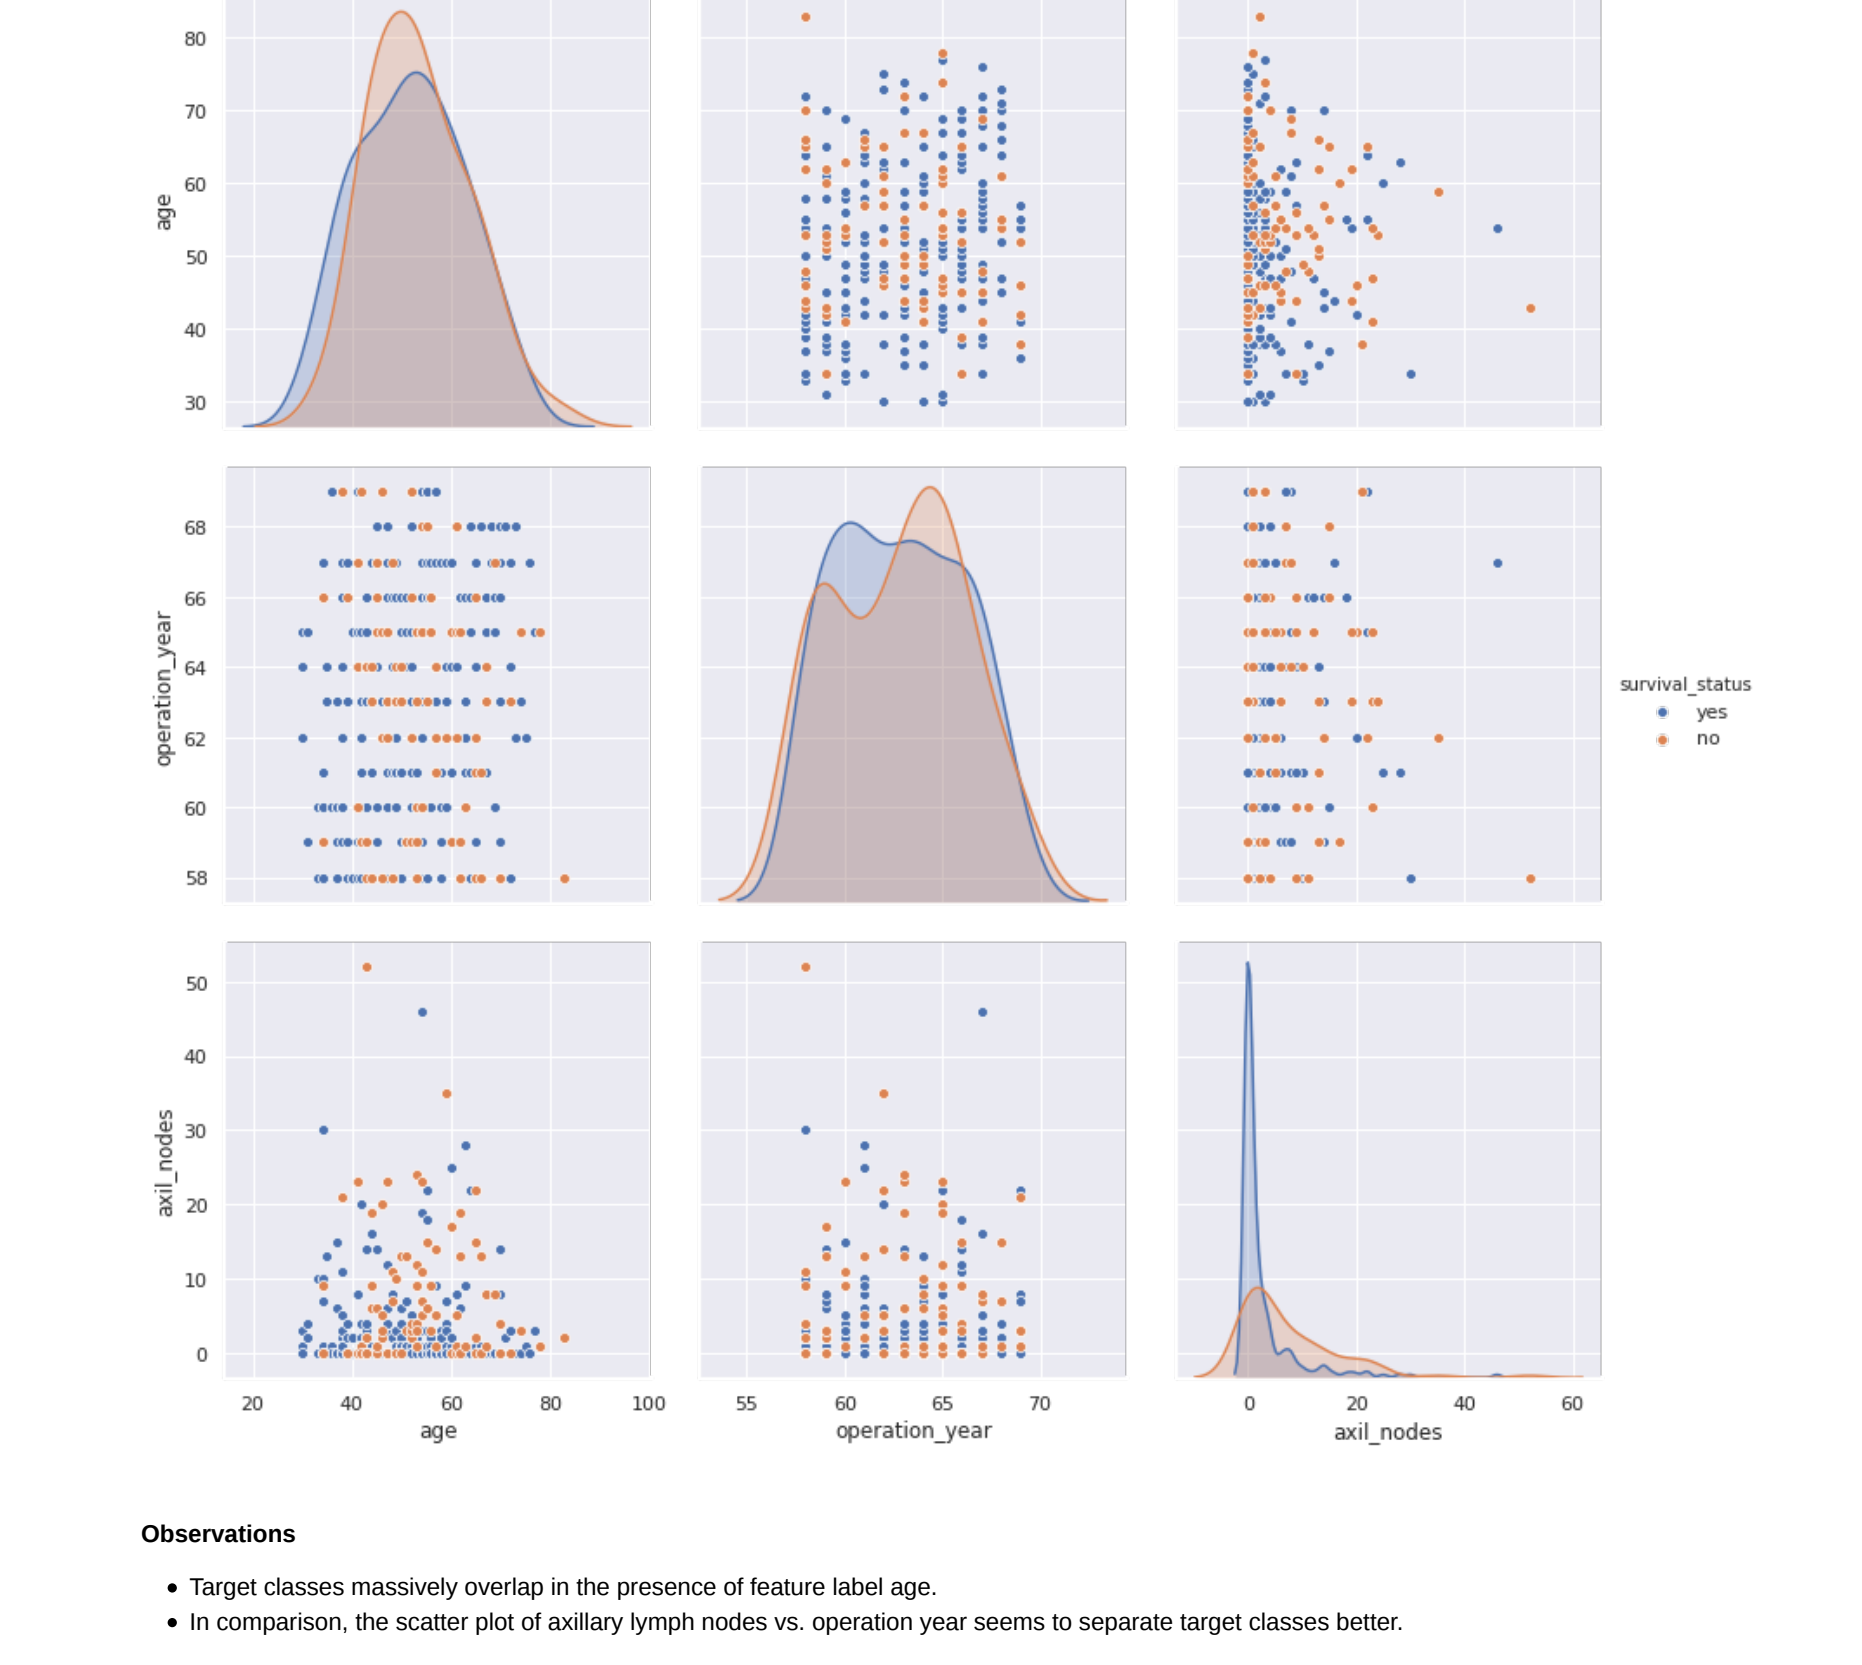 80
70
60
50
40
30
age
68
66
64
62
60
58
operation_year
survival_status
yes
no
50
40
30
20
10
0
axil_nodes
20 40 60 80 100
55 60 65 70
0 20 40 60
age
operation_year
axil_nodes
Observations
• Target classes massively overlap in the presence of feature label age.
• In comparison, the scatter plot of axillary lymph nodes vs. operation year seems to separate target classes better.